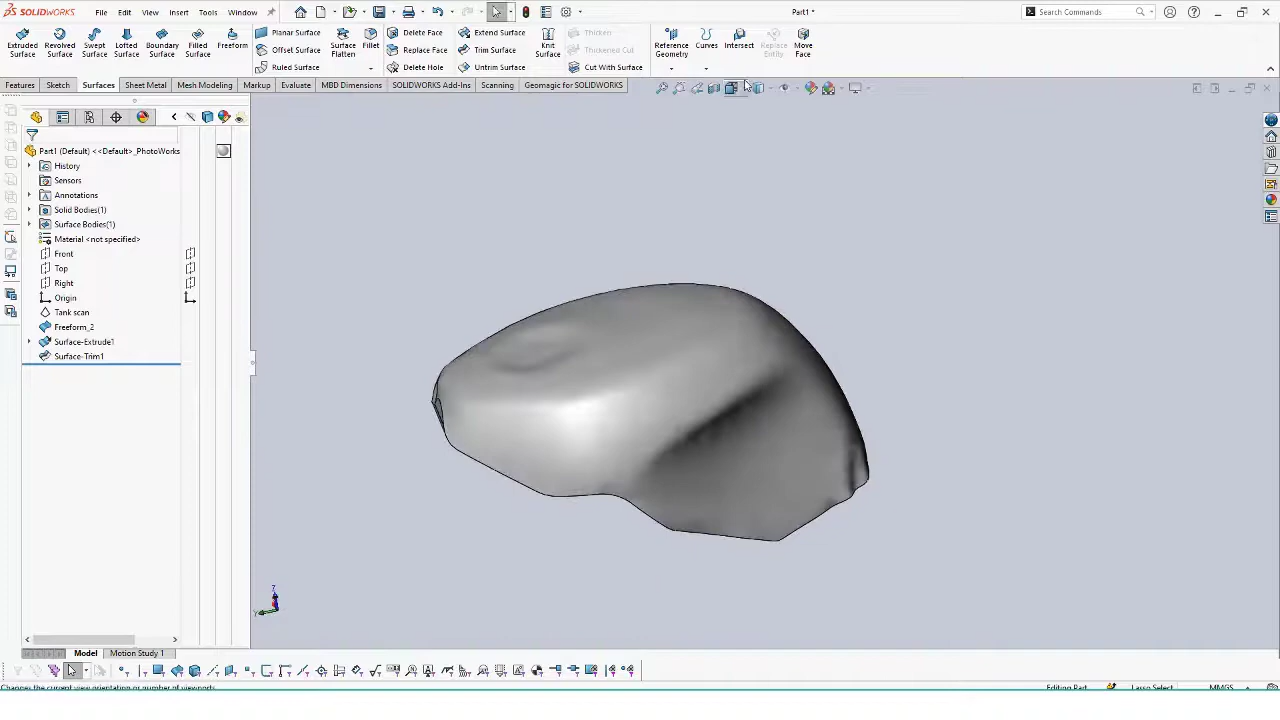 SOLIDWORKS File Edit View Insert Tools Window Part1 * Search Commands
Extruded Surface
Revolved Surface
Swept Surface
Lofted Surface
Boundary Surface
Filled Surface
Freeform
Planar Surface
Offset Surface
Ruled Surface
Surface Flatten
Fillet
Delete Face
Replace Face
Delete Hole
Extend Surface
Trim Surface
Untrim Surface
Knit Surface
Thicken
Thickened Cut
Cut With Surface
Reference Geometry
Curves
Intersect
Replace Entity
Move Face
Features Sketch Surfaces Sheet Metal Mesh Modeling Markup Evaluate MBD Dimensions SOLIDWORKS Add-Ins Scanning Geomagic for SOLIDWORKS
Part1 (Default) <<Default>_PhotoWorks
History
Sensors
Annotations
Solid Bodies(1)
Surface Bodies(1)
Material <not specified>
Front
Top
Right
Origin
Tank scan
Freeform_2
Surface-Extrude1
Surface-Trim1
Z
Y
Model Motion Study 1
Changes the current view orientation or number of viewports. Editing Part Lasso Select MMGS